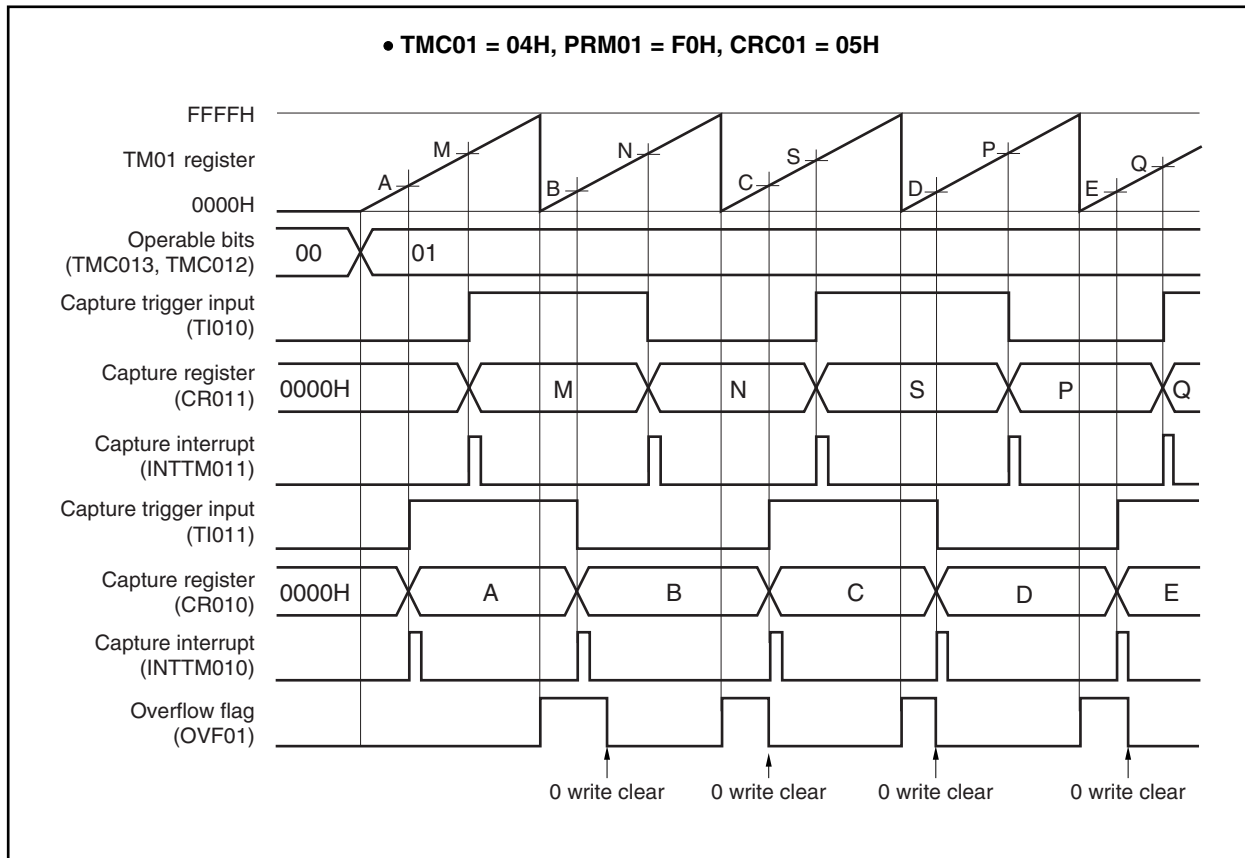 • TMC01 = 04H, PRM01 = F0H, CRC01 = 05H
FFFFH
TM01 register
0000H
A M B N C S D P E Q
Operable bits
(TMC013, TMC012)
00 01
Capture trigger input
(TI010)
Capture register
(CR011)
0000H M N S P Q
Capture interrupt
(INTTM011)
Capture trigger input
(TI011)
Capture register
(CR010)
0000H A B C D E
Capture interrupt
(INTTM010)
Overflow flag
(OVF01)
0 write clear 0 write clear 0 write clear 0 write clear